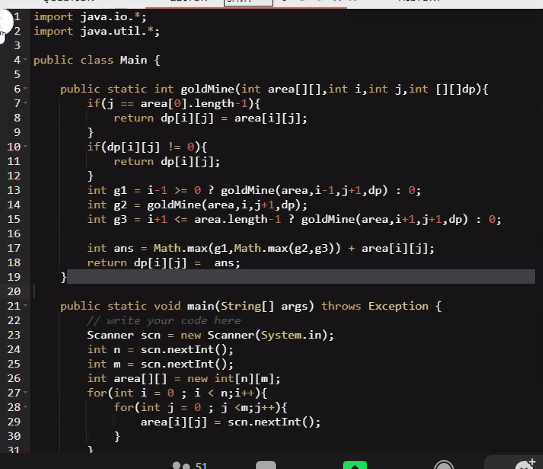 1 import java.io.*;
2 import java.util.*;
3
4 public class Main {
5
6 public static int goldMine(int area[][],int i,int j,int [][]dp){
7 if(j == area[0].length-1){
8 return dp[i][j] = area[i][j];
9 }
10 if(dp[i][j] != 0){
11 return dp[i][j];
12 }
13 int g1 = i-1 >= 0 ? goldMine(area,i-1,j+1,dp) : 0;
14 int g2 = goldMine(area,i,j+1,dp);
15 int g3 = i+1 <= area.length-1 ? goldMine(area,i+1,j+1,dp) : 0;
16
17 int ans = Math.max(g1,Math.max(g2,g3)) + area[i][j];
18 return dp[i][j] = ans;
19 }
20
21 public static void main(String[] args) throws Exception {
22 // write your code here
23 Scanner scn = new Scanner(System.in);
24 int n = scn.nextInt();
25 int m = scn.nextInt();
26 int area[][] = new int[n][m];
27 for(int i = 0 ; i < n;i++){
28 for(int j = 0 ; j <m;j++){
29 area[i][j] = scn.nextInt();
30 }
31 }
51